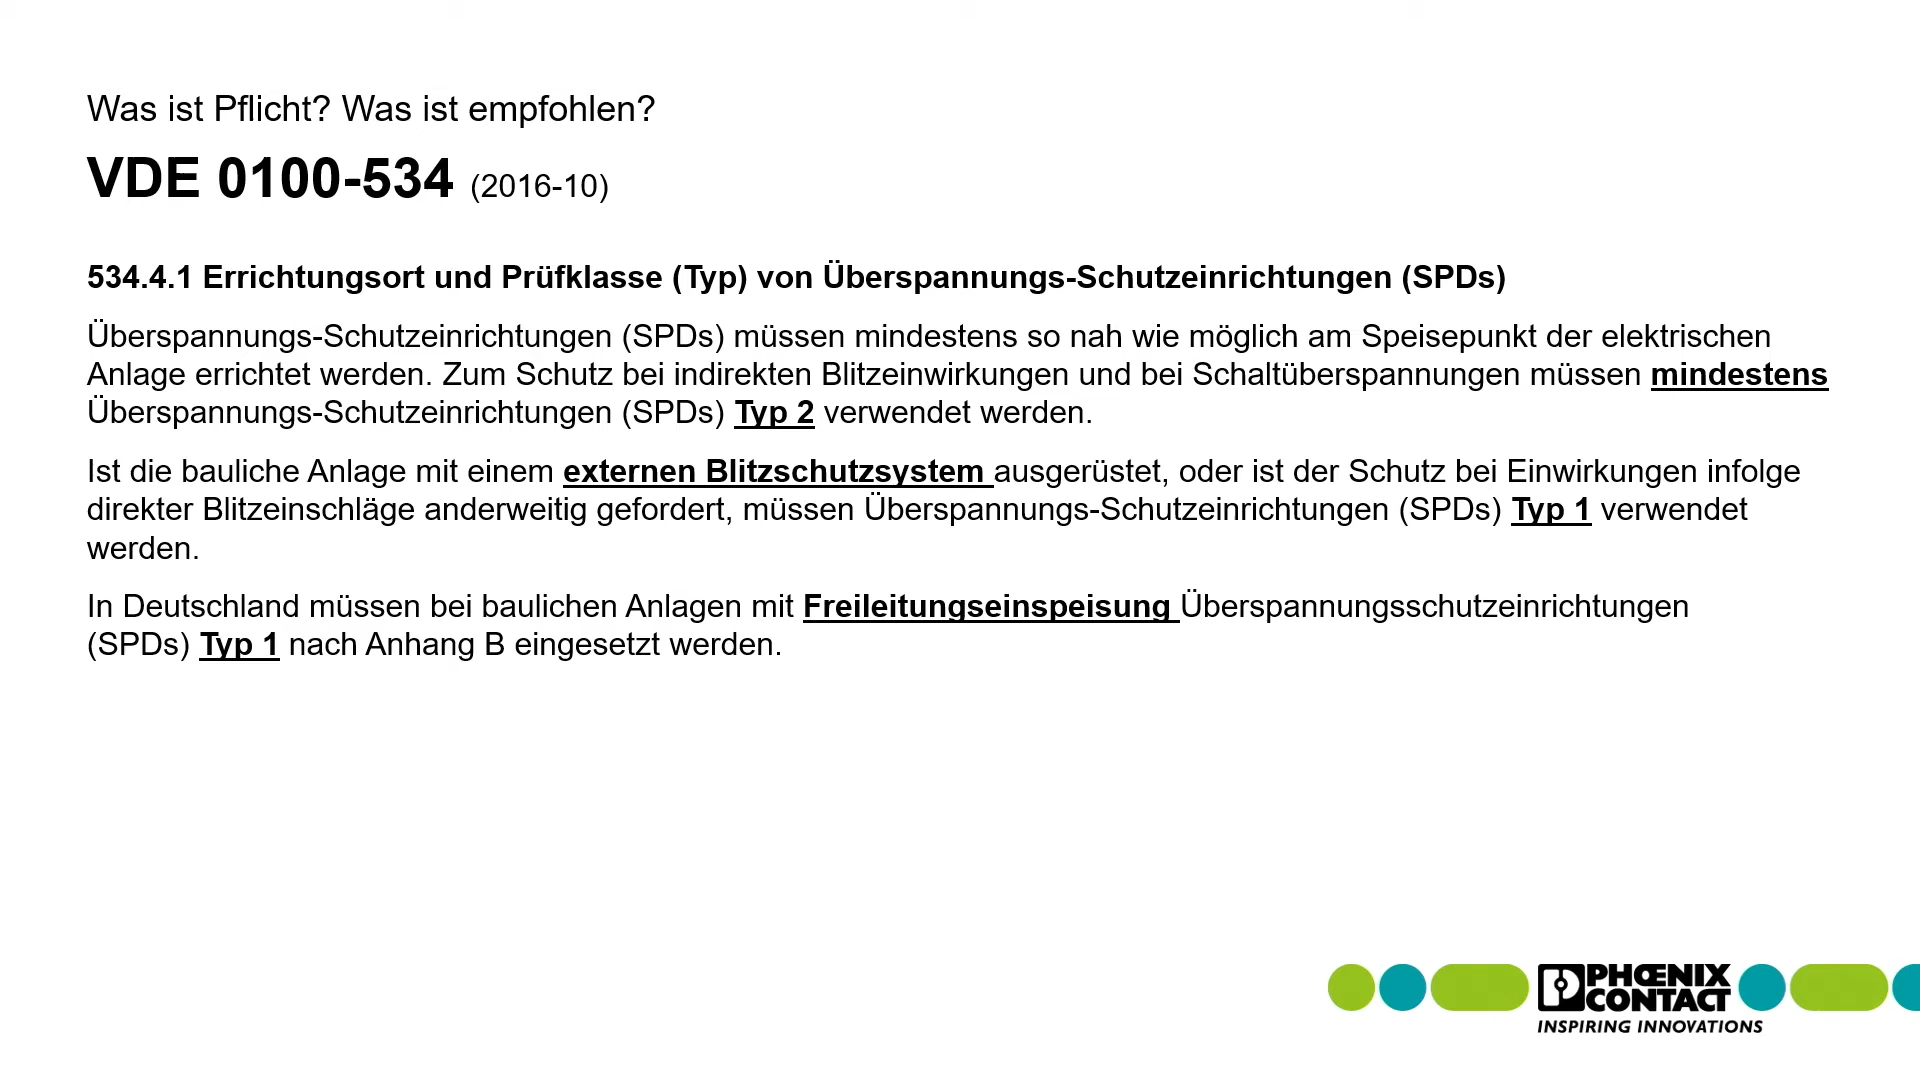 Was ist Pflicht? Was ist empfohlen?
VDE 0100-534 (2016-10)
534.4.1 Errichtungsort und Prüfklasse (Typ) von Überspannungs-Schutzeinrichtungen (SPDs)
Überspannungs-Schutzeinrichtungen (SPDs) müssen mindestens so nah wie möglich am Speisepunkt der elektrischen
Anlage errichtet werden. Zum Schutz bei indirekten Blitzeinwirkungen und bei Schaltüberspannungen müssen mindestens
Überspannungs-Schutzeinrichtungen (SPDs) Typ 2 verwendet werden.
Ist die bauliche Anlage mit einem externen Blitzschutzsystem ausgerüstet, oder ist der Schutz bei Einwirkungen infolge
direkter Blitzeinschläge anderweitig gefordert, müssen Überspannungs-Schutzeinrichtungen (SPDs) Typ 1 verwendet
werden.
In Deutschland müssen bei baulichen Anlagen mit Freileitungseinspeisung Überspannungsschutzeinrichtungen
(SPDs) Typ 1 nach Anhang B eingesetzt werden.
PHŒNIX
CONTACT
INSPIRING INNOVATIONS